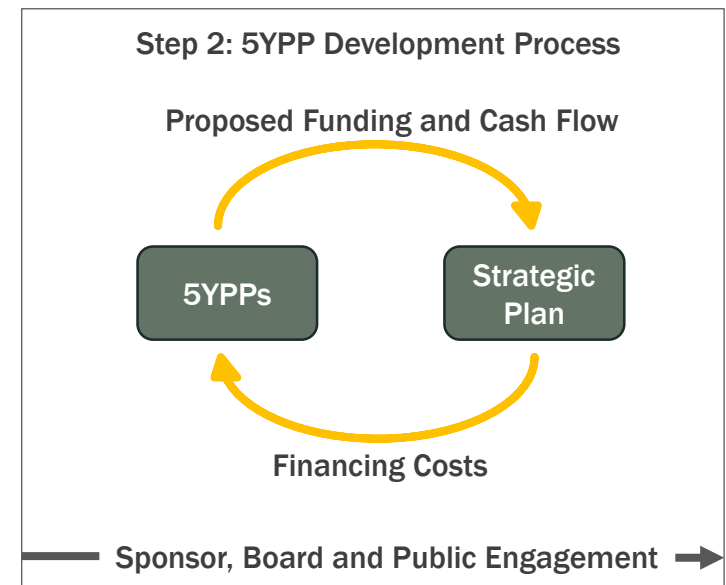 Step 2: 5YPP Development Process
Proposed Funding and Cash Flow
5YPPs
Strategic
Plan
Financing Costs
Sponsor, Board and Public Engagement